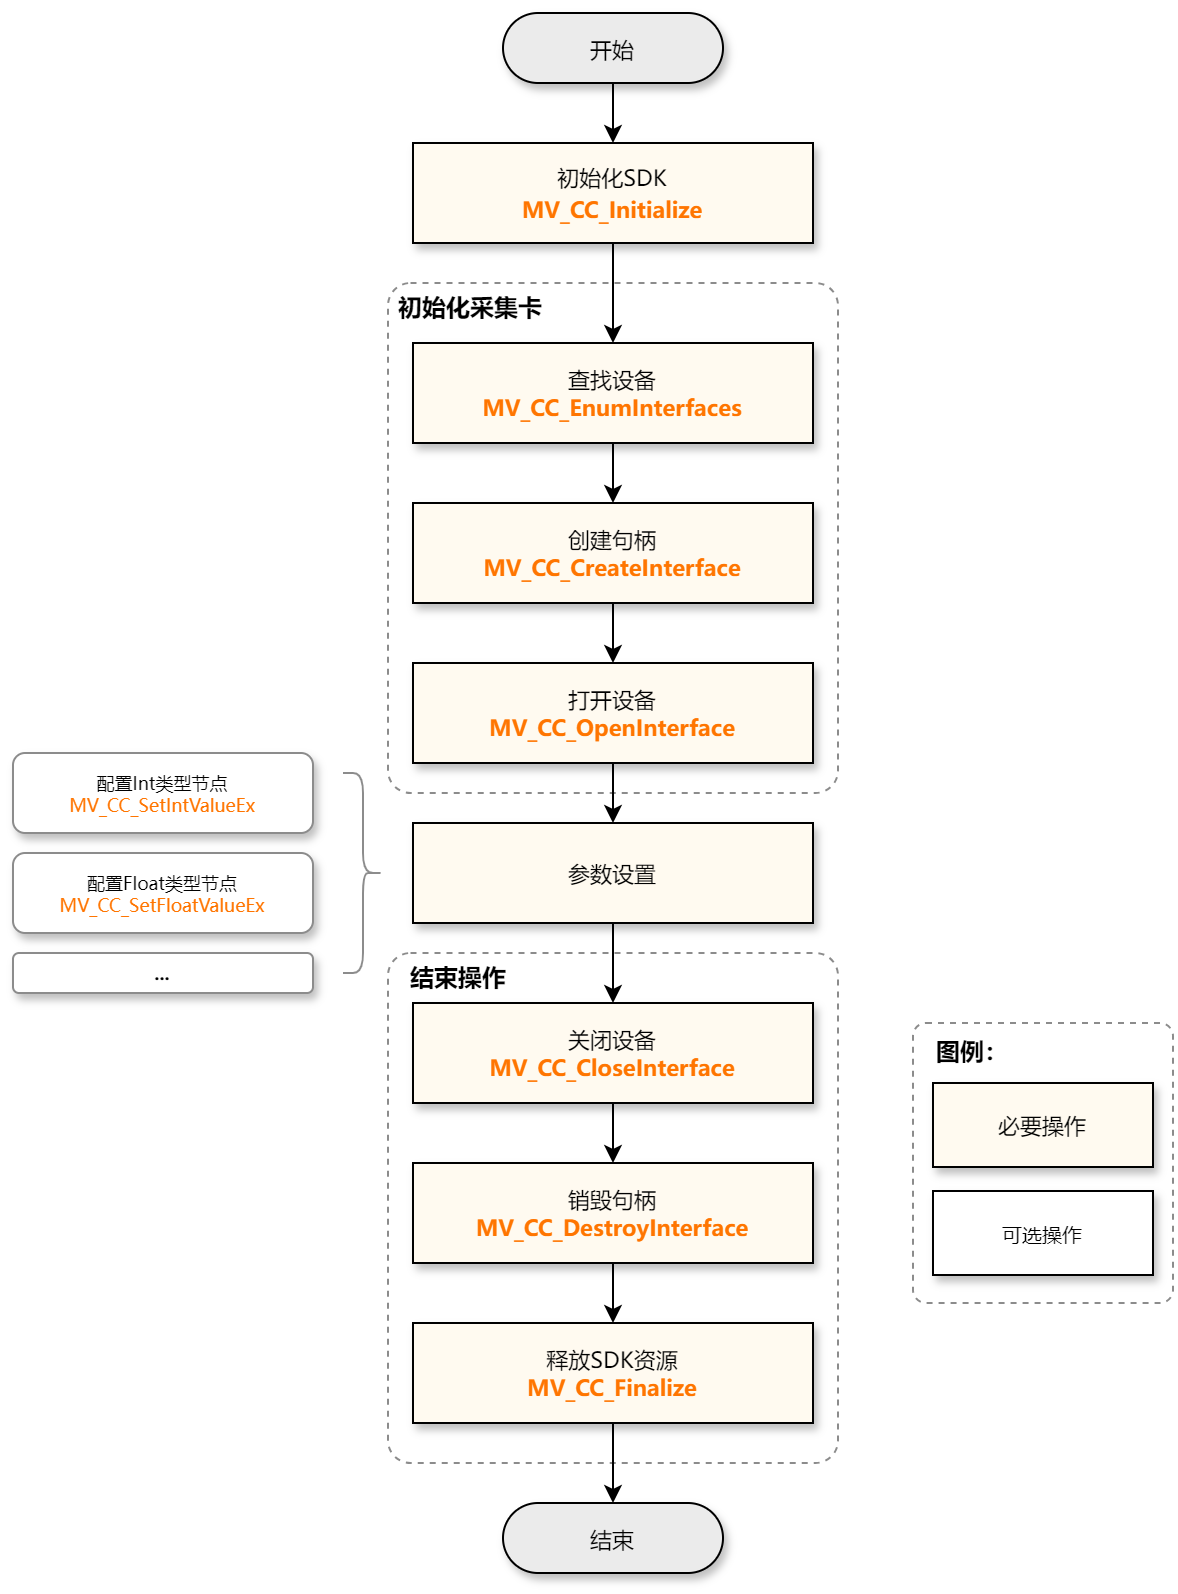 开始
初始化SDK
MV_CC_Initialize
初始化采集卡
查找设备
MV_CC_EnumInterfaces
创建句柄
MV_CC_CreateInterface
打开设备
MV_CC_OpenInterface
配置Int类型节点
MV_CC_SetIntValueEx
配置Float类型节点
MV_CC_SetFloatValueEx
...
参数设置
结束操作
关闭设备
MV_CC_CloseInterface
销毁句柄
MV_CC_DestroyInterface
释放SDK资源
MV_CC_Finalize
结束
图例：
必要操作
可选操作